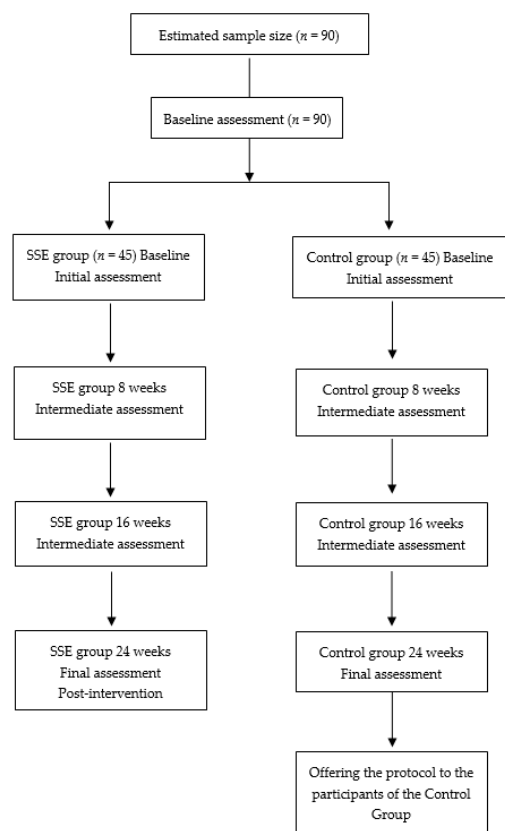 Estimated sample size (n = 90)
Baseline assessment (n = 90)
SSE group (n = 45) Baseline
Initial assessment
Control group (n = 45) Baseline
Initial assessment
SSE group 8 weeks
Intermediate assessment
Control group 8 weeks
Intermediate assessment
SSE group 16 weeks
Intermediate assessment
Control group 16 weeks
Intermediate assessment
SSE group 24 weeks
Final assessment
Post-intervention
Control group 24 weeks
Final assessment
Offering the protocol to the
participants of the Control
Group